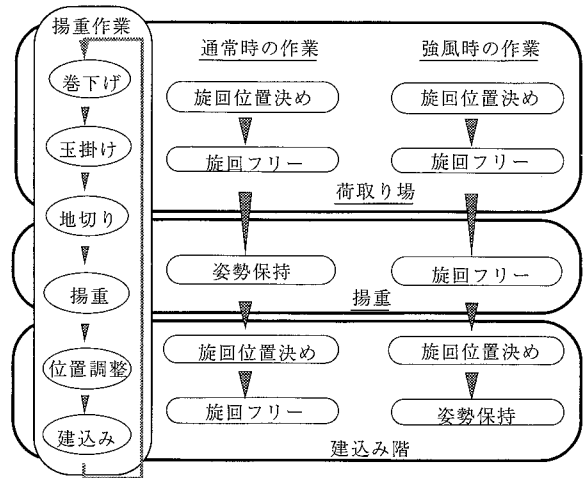 揚重作業
巻下げ
玉掛け
地切り
揚重
位置調整
建込み
通常時の作業
強風時の作業
旋回位置決め
旋回位置決め
旋回フリー
旋回フリー
荷取り場
姿勢保持
旋回フリー
揚重
旋回位置決め
旋回位置決め
旋回フリー
姿勢保持
建込み階